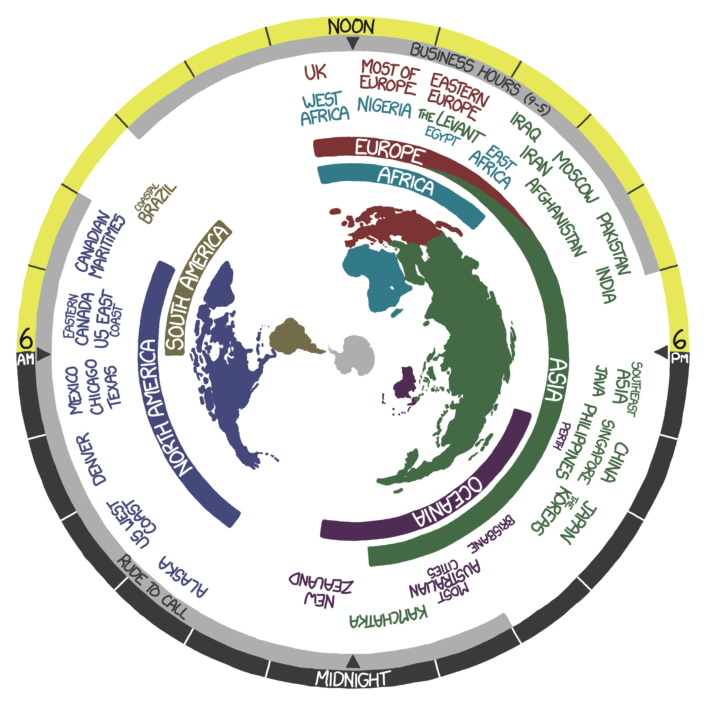 NOON
BUSINESS HOURS (9-5)
UK
MOST OF
EUROPE
EASTERN
EUROPE
WEST
AFRICA
NIGERIA
THE LEVANT
EGYPT
EAST
AFRICA
IRAQ
IRAN
MOSCOW
AFGHANISTAN
PAKISTAN
INDIA
EUROPE
AFRICA
COASTAL
BRAZIL
CANADIAN
MARITIMES
SOUTH AMERICA
EASTERN
CANADA
US EAST
COAST
6
AM
6
PM
NORTH AMERICA
ASIA
MEXICO
CHICAGO
TEXAS
SOUTHEAST
ASIA
JAVA
CHINA
SINGAPORE
PHILIPPINES
PERTH
DENVER
US WEST
COAST
JAPAN
THE
KOREAS
OCEANIA
BRISBANE
ALASKA
RUDE TO CALL
NEW
ZEALAND
MOST
AUSTRALIAN
CITIES
KAMCHATKA
MIDNIGHT